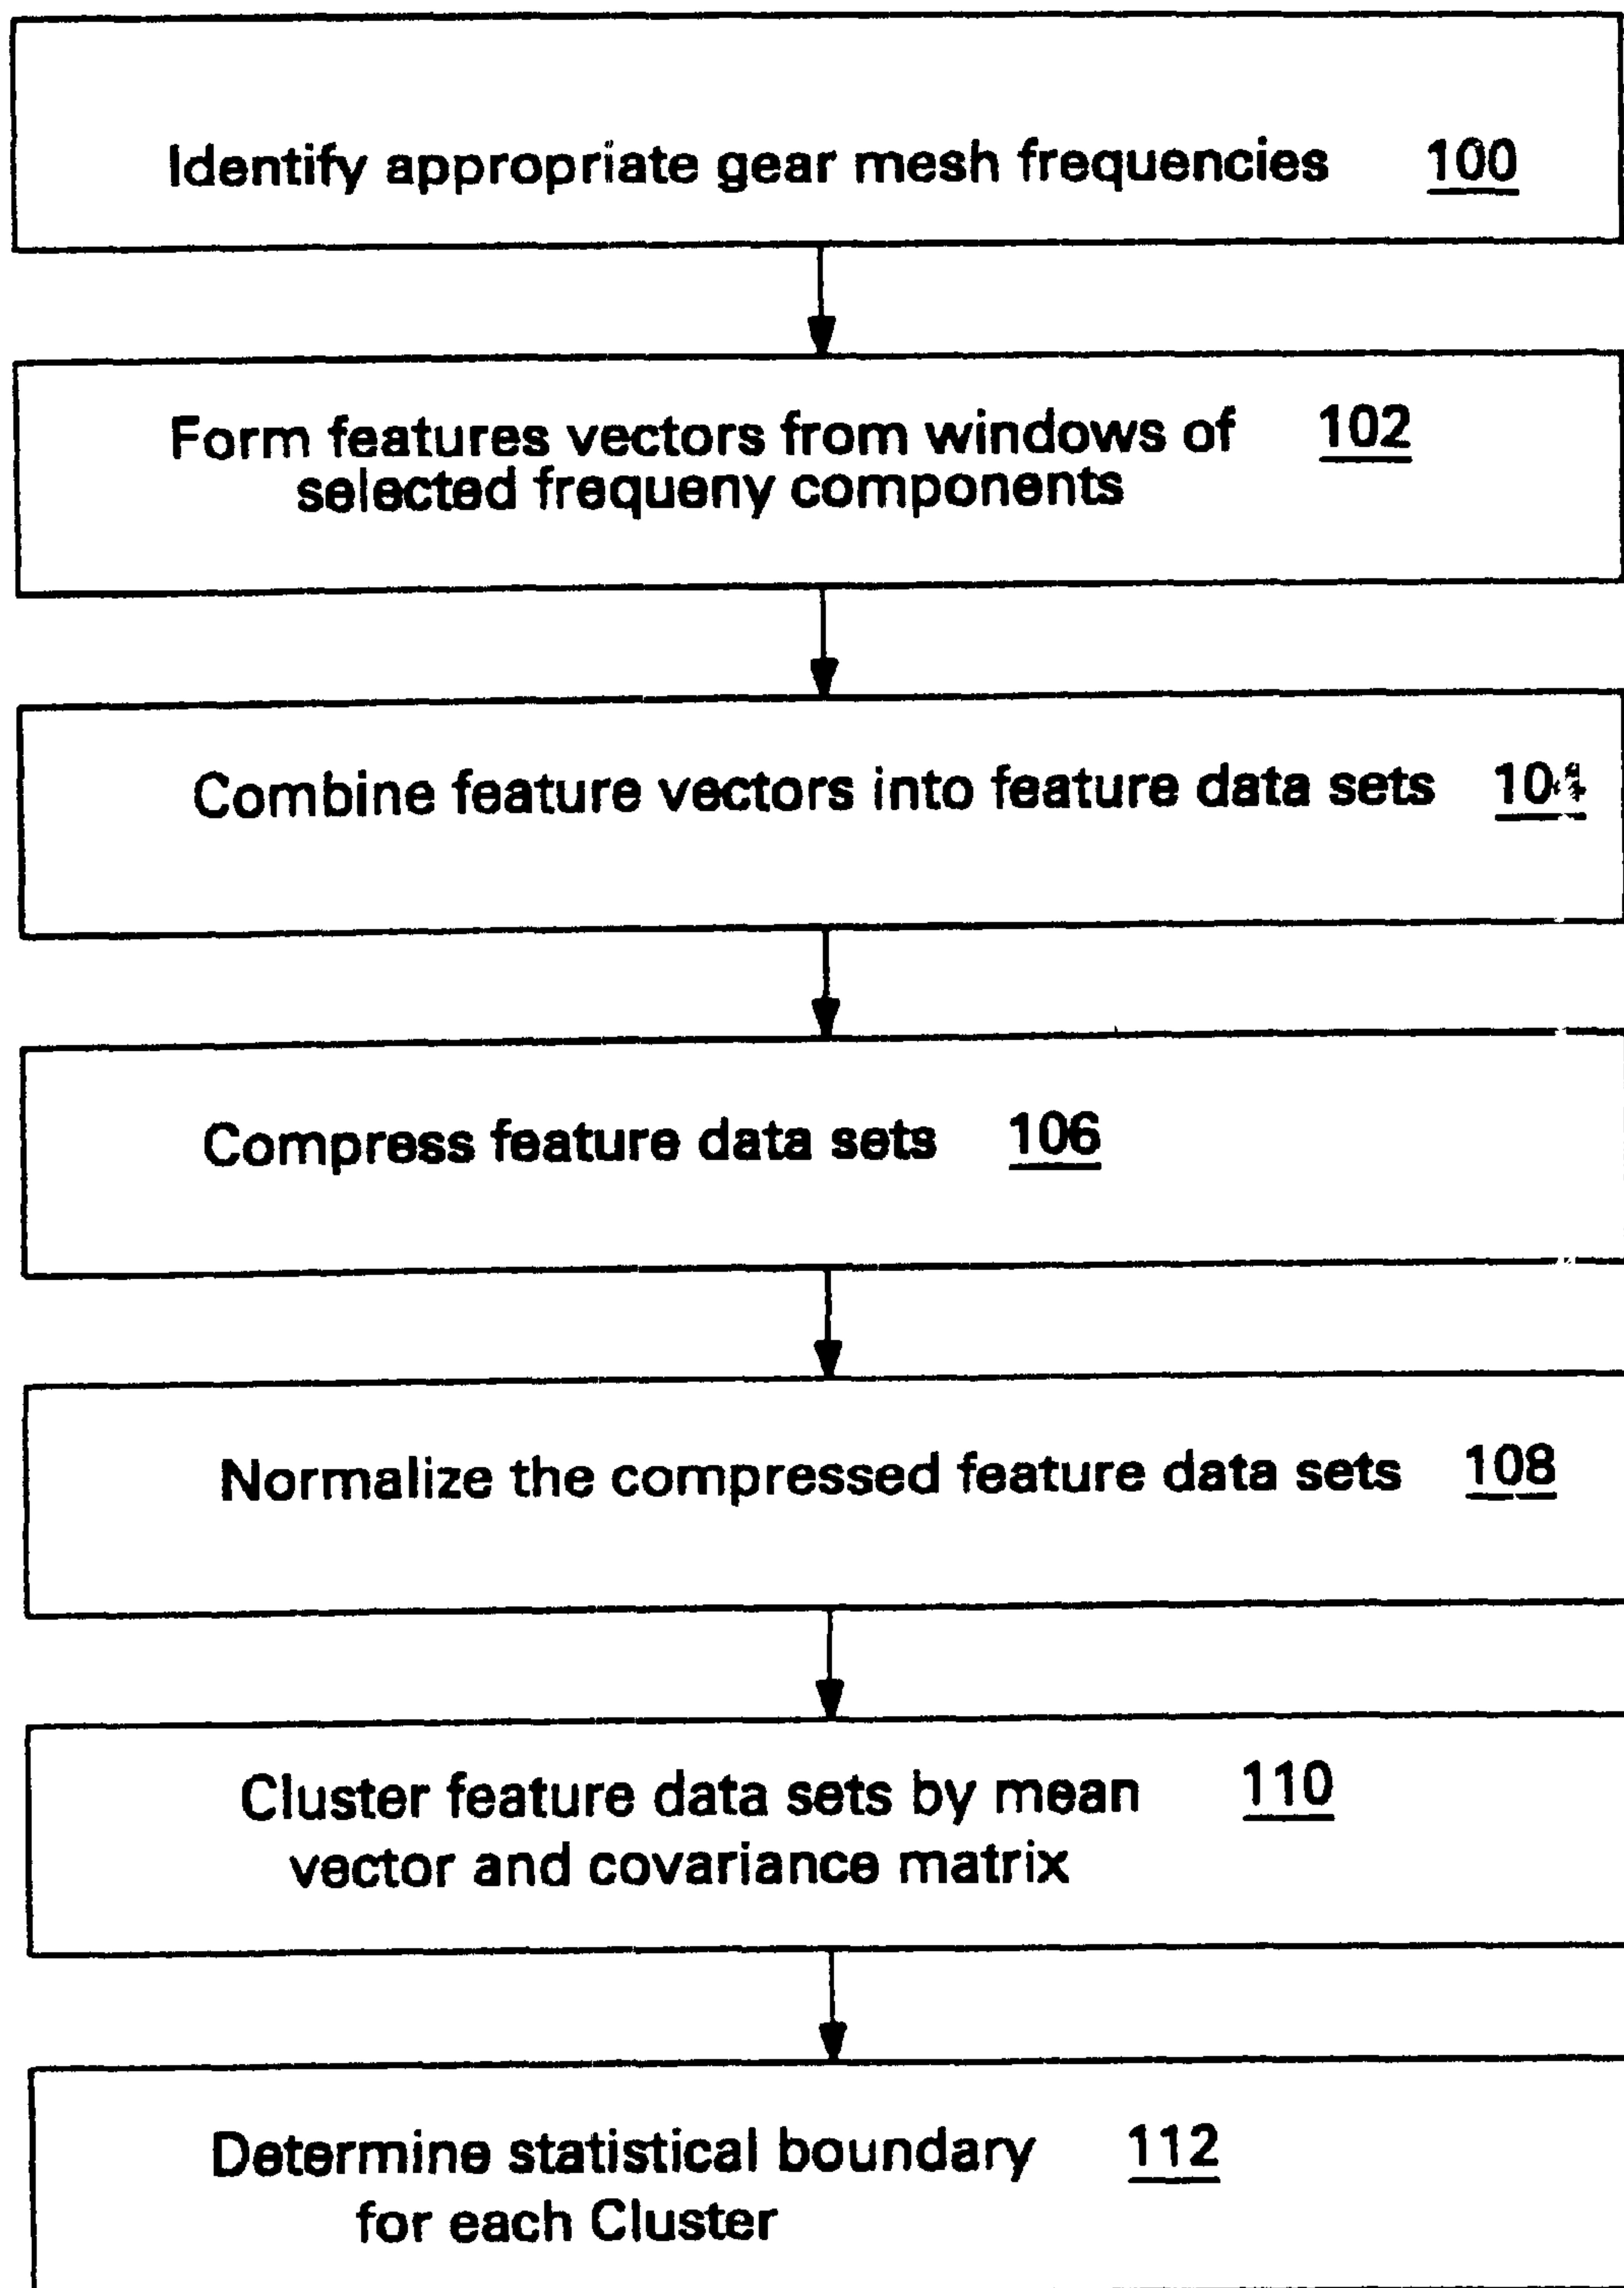 Identify appropriate gear mesh frequencies 100
Form features vectors from windows of 102
selected frequeny components
Combine feature vectors into feature data sets 104
Compress feature data sets 106
Normalize the compressed feature data sets 108
Cluster feature data sets by mean 110
vector and covariance matrix
Determine statistical boundary 112
for each Cluster